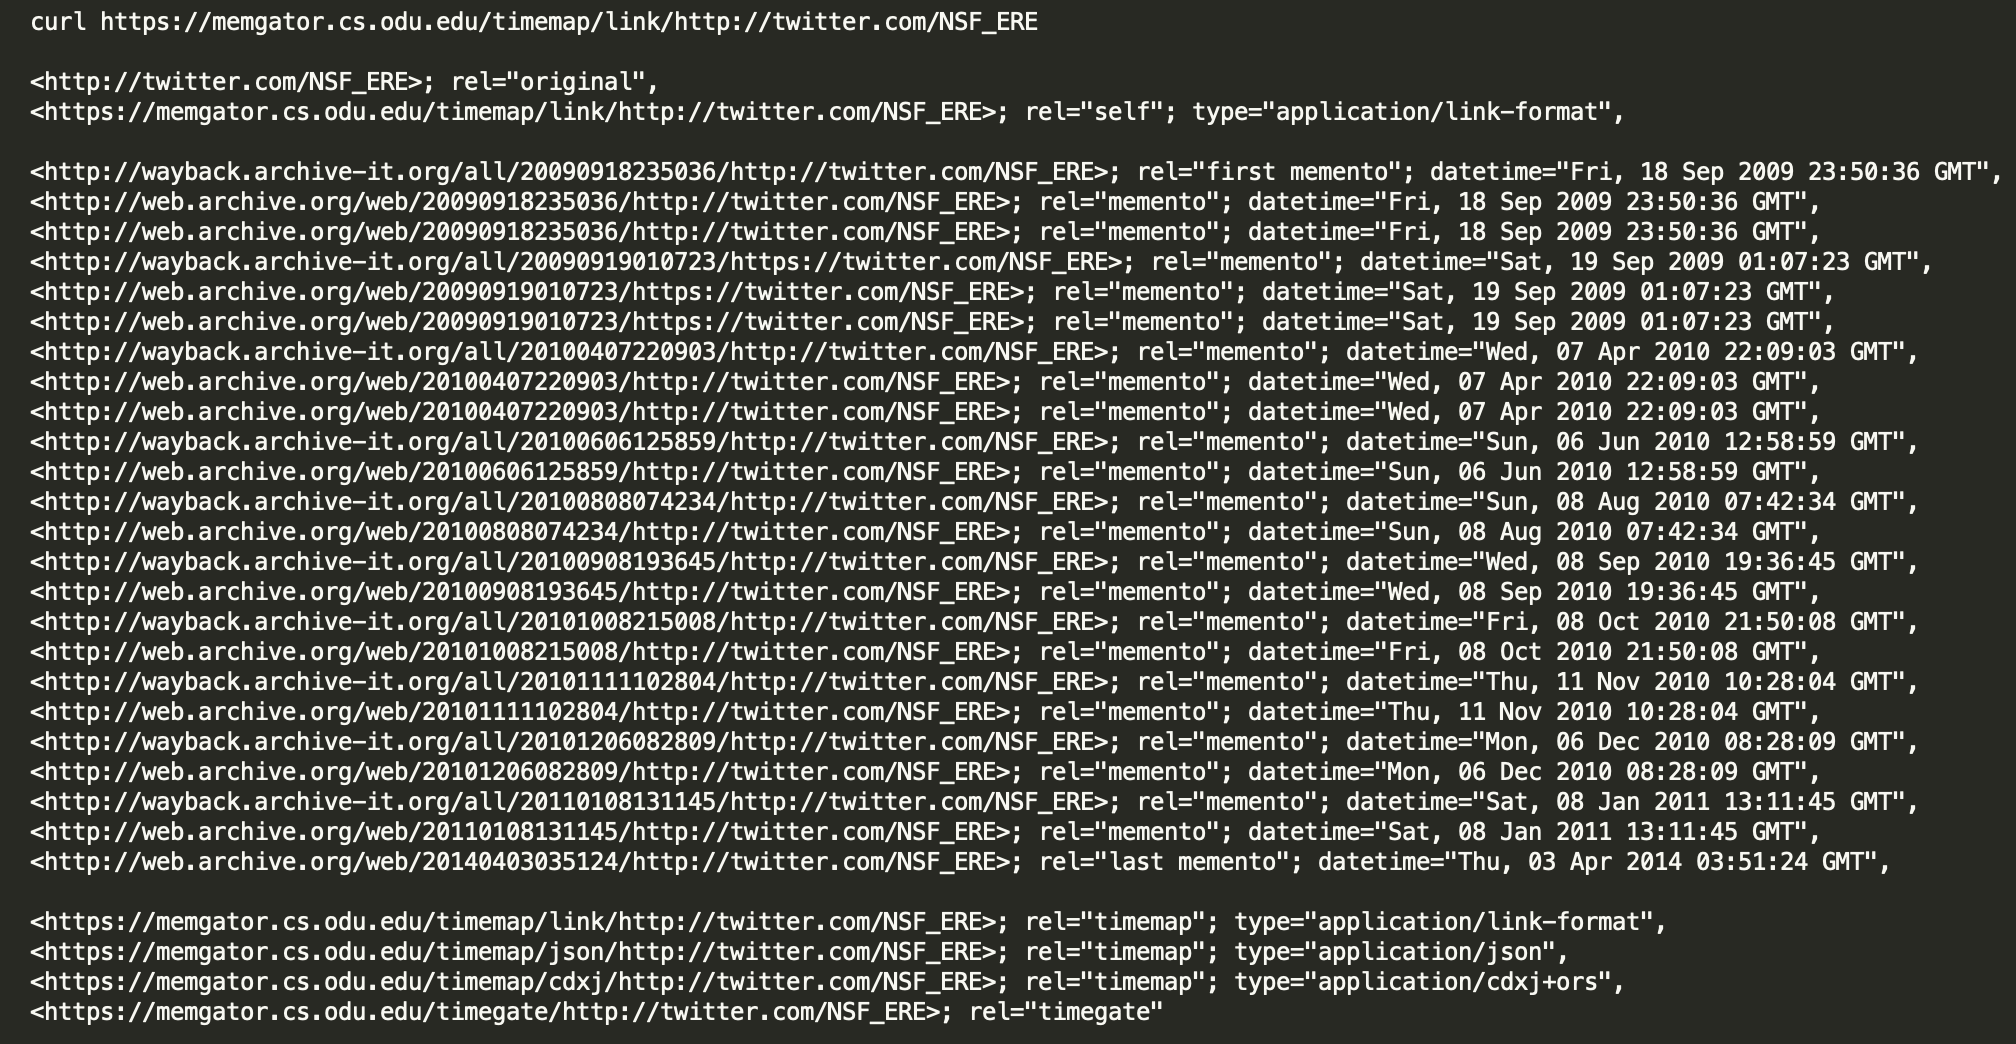 curl https://memgator.cs.odu.edu/timemap/link/http://twitter.com/NSF_ERE
<http://twitter.com/NSF_ERE>; rel="original",
<https://memgator.cs.odu.edu/timemap/link/http://twitter.com/NSF_ERE>; rel="self"; type="application/link-format",
<http://wayback.archive-it.org/all/20090918235036/http://twitter.com/NSF_ERE>; rel="first memento"; datetime="Fri, 18 Sep 2009 23:50:36 GMT",
<http://web.archive.org/web/20090918235036/http://twitter.com/NSF_ERE>; rel="memento"; datetime="Fri, 18 Sep 2009 23:50:36 GMT",
<http://web.archive.org/web/20090918235036/http://twitter.com/NSF_ERE>; rel="memento"; datetime="Fri, 18 Sep 2009 23:50:36 GMT",
<http://wayback.archive-it.org/all/20090919010723/https://twitter.com/NSF_ERE>; rel="memento"; datetime="Sat, 19 Sep 2009 01:07:23 GMT",
<http://web.archive.org/web/20090919010723/https://twitter.com/NSF_ERE>; rel="memento"; datetime="Sat, 19 Sep 2009 01:07:23 GMT",
<http://web.archive.org/web/20090919010723/https://twitter.com/NSF_ERE>; rel="memento"; datetime="Sat, 19 Sep 2009 01:07:23 GMT",
<http://wayback.archive-it.org/all/20100407220903/http://twitter.com/NSF_ERE>; rel="memento"; datetime="Wed, 07 Apr 2010 22:09:03 GMT",
<http://web.archive.org/web/20100407220903/http://twitter.com/NSF_ERE>; rel="memento"; datetime="Wed, 07 Apr 2010 22:09:03 GMT",
<http://web.archive.org/web/20100407220903/http://twitter.com/NSF_ERE>; rel="memento"; datetime="Wed, 07 Apr 2010 22:09:03 GMT",
<http://wayback.archive-it.org/all/20100606125859/http://twitter.com/NSF_ERE>; rel="memento"; datetime="Sun, 06 Jun 2010 12:58:59 GMT",
<http://web.archive.org/web/20100606125859/http://twitter.com/NSF_ERE>; rel="memento"; datetime="Sun, 06 Jun 2010 12:58:59 GMT",
<http://wayback.archive-it.org/all/20100808074234/http://twitter.com/NSF_ERE>; rel="memento"; datetime="Sun, 08 Aug 2010 07:42:34 GMT",
<http://web.archive.org/web/20100808074234/http://twitter.com/NSF_ERE>; rel="memento"; datetime="Sun, 08 Aug 2010 07:42:34 GMT",
<http://wayback.archive-it.org/all/20100908193645/http://twitter.com/NSF_ERE>; rel="memento"; datetime="Wed, 08 Sep 2010 19:36:45 GMT",
<http://web.archive.org/web/20100908193645/http://twitter.com/NSF_ERE>; rel="memento"; datetime="Wed, 08 Sep 2010 19:36:45 GMT",
<http://wayback.archive-it.org/all/20101008215008/http://twitter.com/NSF_ERE>; rel="memento"; datetime="Fri, 08 Oct 2010 21:50:08 GMT",
<http://web.archive.org/web/20101008215008/http://twitter.com/NSF_ERE>; rel="memento"; datetime="Fri, 08 Oct 2010 21:50:08 GMT",
<http://wayback.archive-it.org/all/20101111102804/http://twitter.com/NSF_ERE>; rel="memento"; datetime="Thu, 11 Nov 2010 10:28:04 GMT",
<http://web.archive.org/web/20101111102804/http://twitter.com/NSF_ERE>; rel="memento"; datetime="Thu, 11 Nov 2010 10:28:04 GMT",
<http://wayback.archive-it.org/all/20101206082809/http://twitter.com/NSF_ERE>; rel="memento"; datetime="Mon, 06 Dec 2010 08:28:09 GMT",
<http://web.archive.org/web/20101206082809/http://twitter.com/NSF_ERE>; rel="memento"; datetime="Mon, 06 Dec 2010 08:28:09 GMT",
<http://wayback.archive-it.org/all/20110108131145/http://twitter.com/NSF_ERE>; rel="memento"; datetime="Sat, 08 Jan 2011 13:11:45 GMT",
<http://web.archive.org/web/20110108131145/http://twitter.com/NSF_ERE>; rel="memento"; datetime="Sat, 08 Jan 2011 13:11:45 GMT",
<http://web.archive.org/web/20140403035124/http://twitter.com/NSF_ERE>; rel="last memento"; datetime="Thu, 03 Apr 2014 03:51:24 GMT",
<https://memgator.cs.odu.edu/timemap/link/http://twitter.com/NSF_ERE>; rel="timemap"; type="application/link-format",
<https://memgator.cs.odu.edu/timemap/json/http://twitter.com/NSF_ERE>; rel="timemap"; type="application/json",
<https://memgator.cs.odu.edu/timemap/cdxj/http://twitter.com/NSF_ERE>; rel="timemap"; type="application/cdxj+ors",
<https://memgator.cs.odu.edu/timegate/http://twitter.com/NSF_ERE>; rel="timegate"